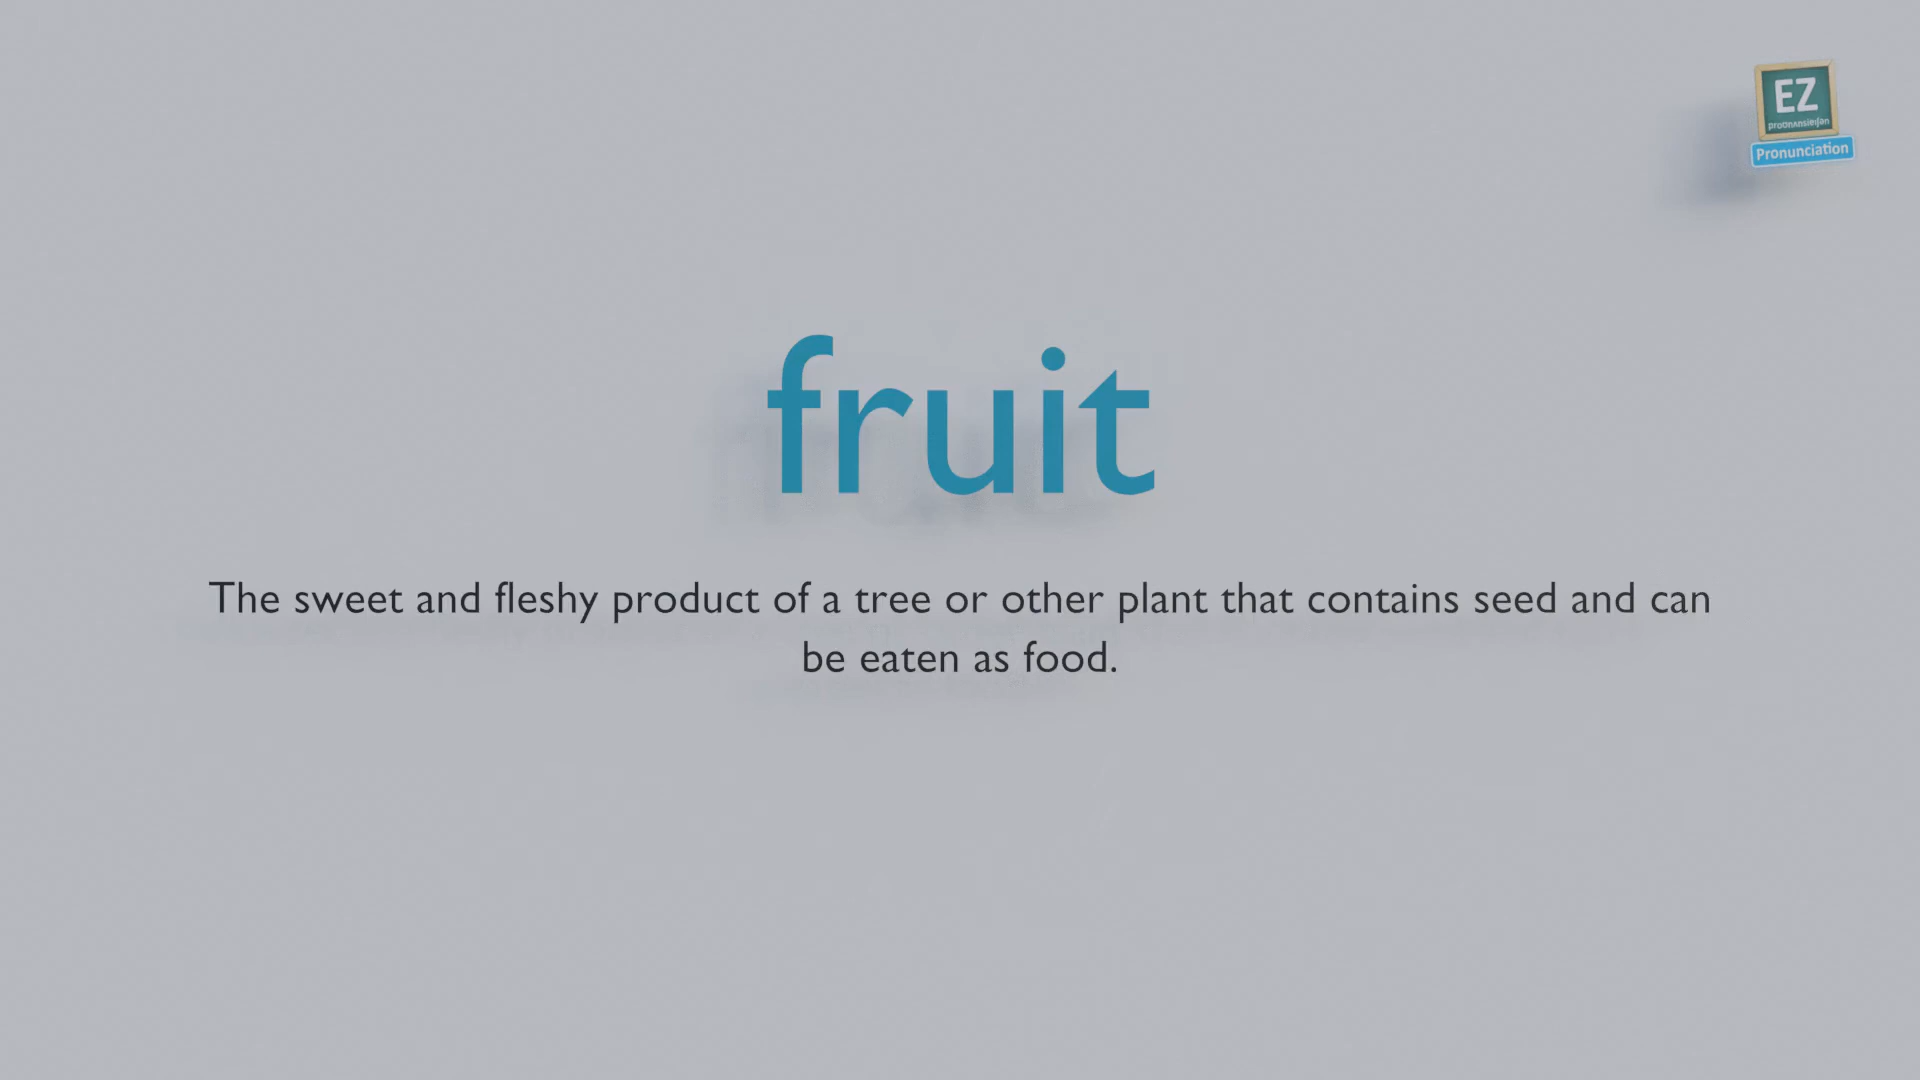 EZ
Pronunciation
fruit
The sweet and fleshy product of a tree or other plant that contains seed and can
be eaten as food.